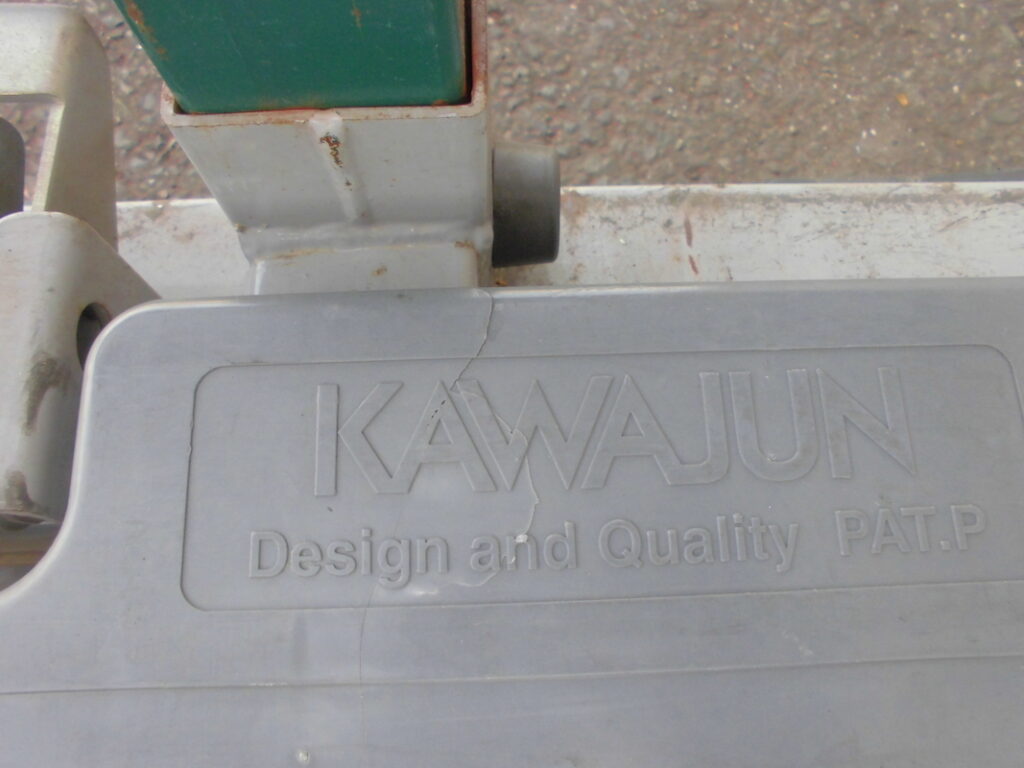 KAWAJUN
Design and Quality PAT.P